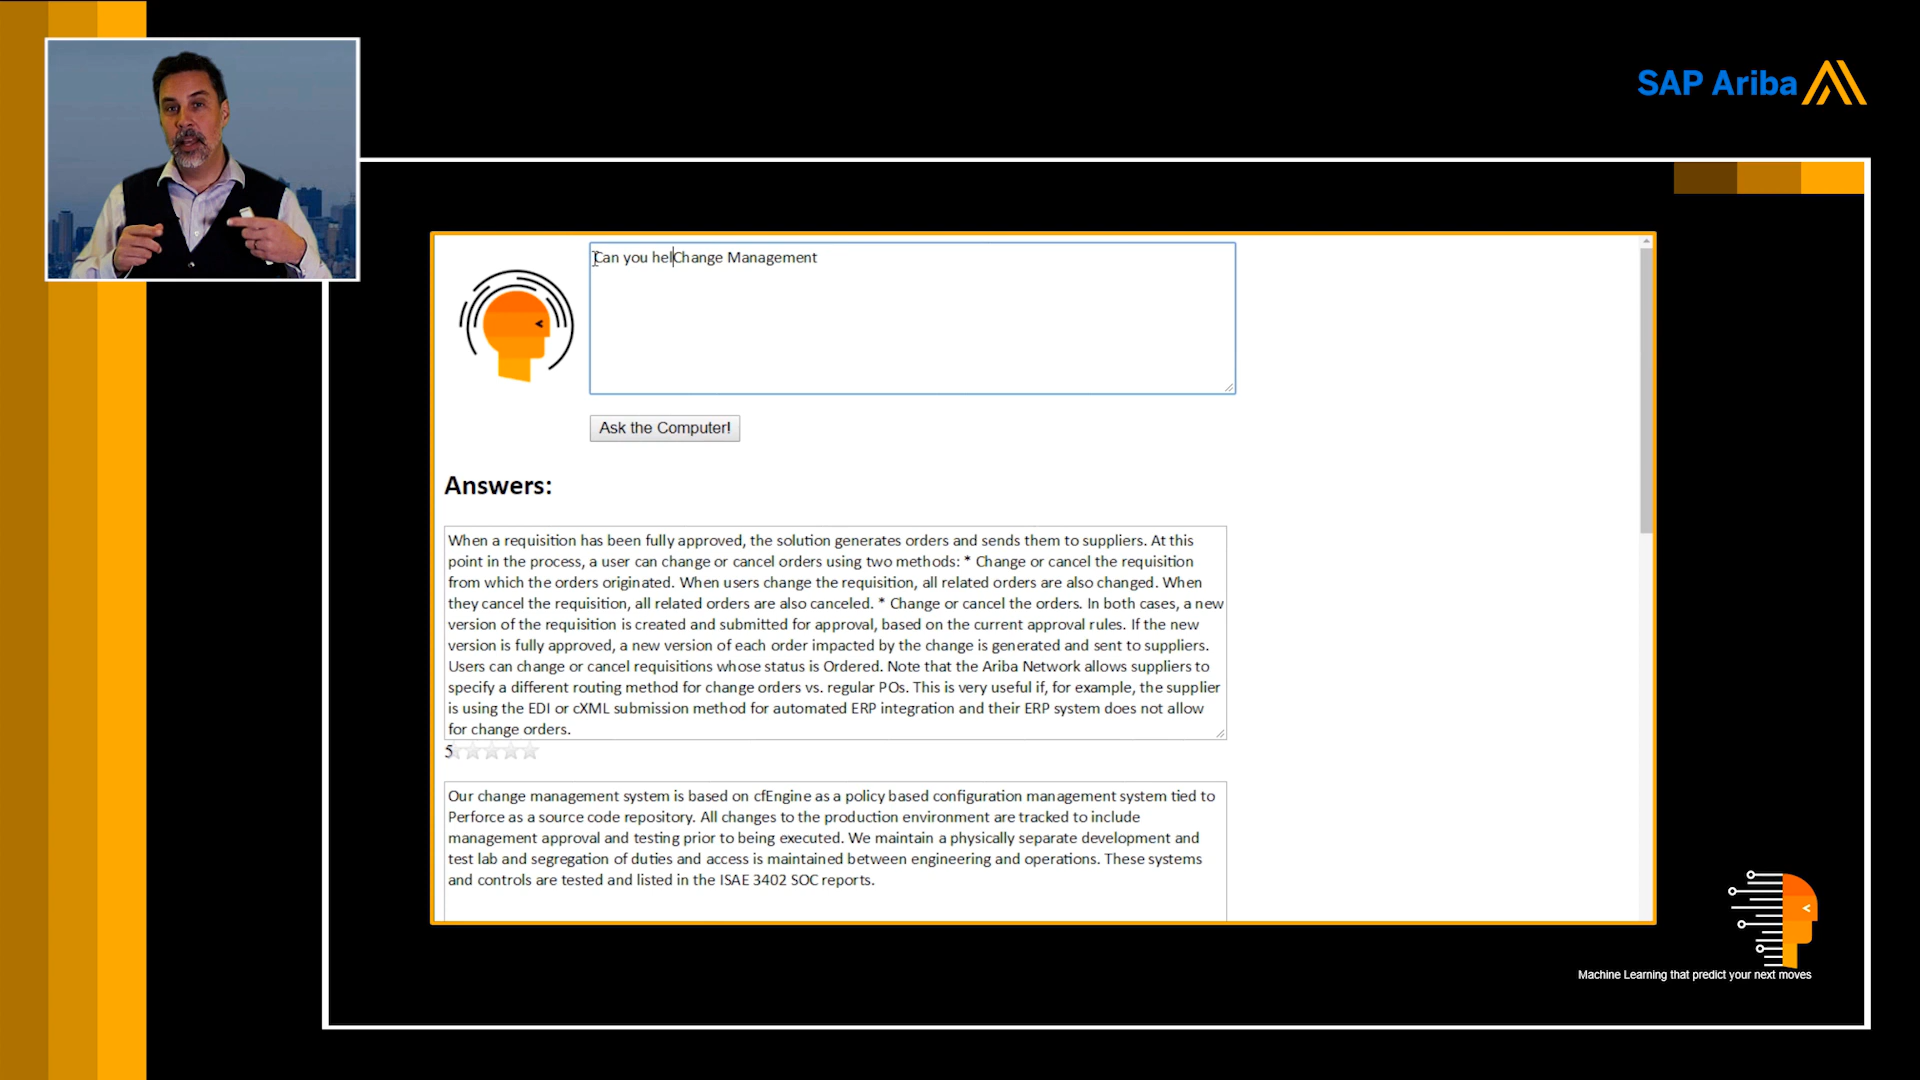 SAP Ariba
Can you helChange Management
Ask the Computer!
Answers:
When a requisition has been fully approved, the solution generates orders and sends them to suppliers. At this
point in the process, a user can change or cancel orders using two methods: * Change or cancel the requisition
from which the orders originated. When users change the requisition, all related orders are also changed. When
they cancel the requisition, all related orders are also canceled. * Change or cancel the orders. In both cases, a new
version of the requisition is created and submitted for approval, based on the current approval rules. If the new
version is fully approved, a new version of each order impacted by the change is generated and sent to suppliers.
Users can change or cancel requisitions whose status is Ordered. Note that the Ariba Network allows suppliers to
specify a different routing method for change orders vs. regular POs. This is very useful if, for example, the supplier
is using the EDI or cXML submission method for automated ERP integration and their ERP system does not allow
for change orders.
5
Our change management system is based on cfEngine as a policy based configuration management system tied to
Perforce as a source code repository. All changes to the production environment are tracked to include
management approval and testing prior to being executed. We maintain a physically separate development and
test lab and segregation of duties and access is maintained between engineering and operations. These systems
and controls are tested and listed in the ISAE 3402 SOC reports.
Machine Learning that predict your next moves